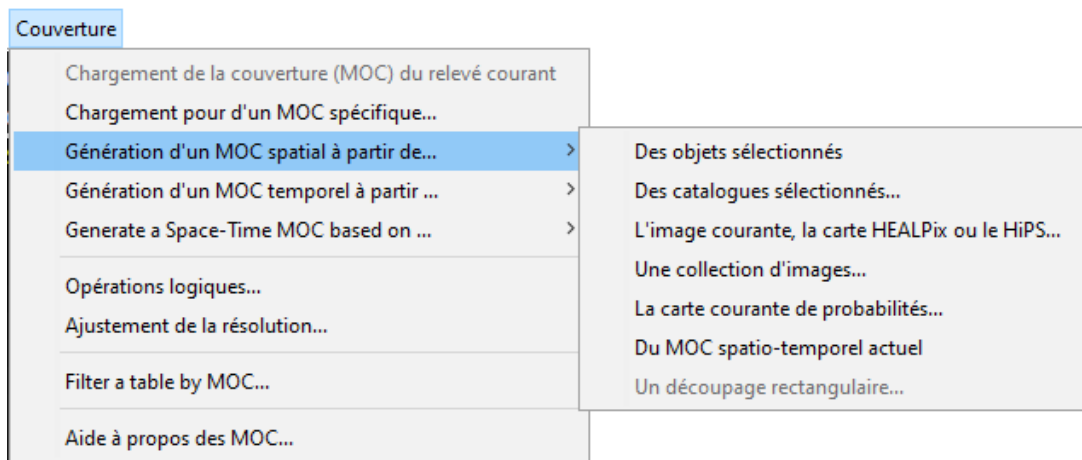 Couverture
Chargement de la couverture (MOC) du relevé courant
Chargement pour d'un MOC spécifique...
Génération d'un MOC spatial à partir de...
Génération d'un MOC temporel à partir ...
Generate a Space-Time MOC based on ...
Opérations logiques...
Ajustement de la résolution...
Filter a table by MOC...
Aide à propos des MOC...
Des objets sélectionnés
Des catalogues sélectionnés...
L'image courante, la carte HEALPix ou le HiPS...
Une collection d'images...
La carte courante de probabilités...
Du MOC spatio-temporel actuel
Un découpage rectangulaire...